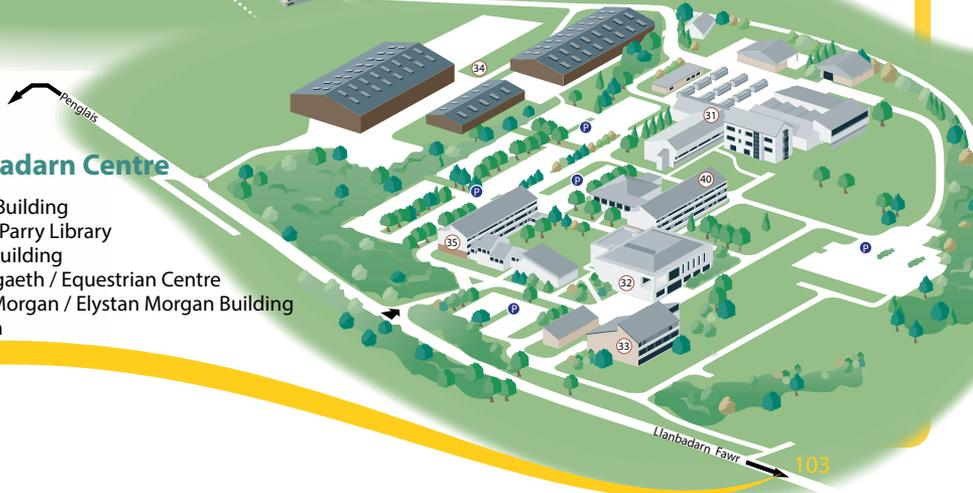 Penglais
adarn Centre
Building
Parry Library
uilding
gaeth / Equestrian Centre
Morgan / Elystan Morgan Building
34
31
P
P
P
40
35
P
32
P
33
Llanbadarn Fawr
103